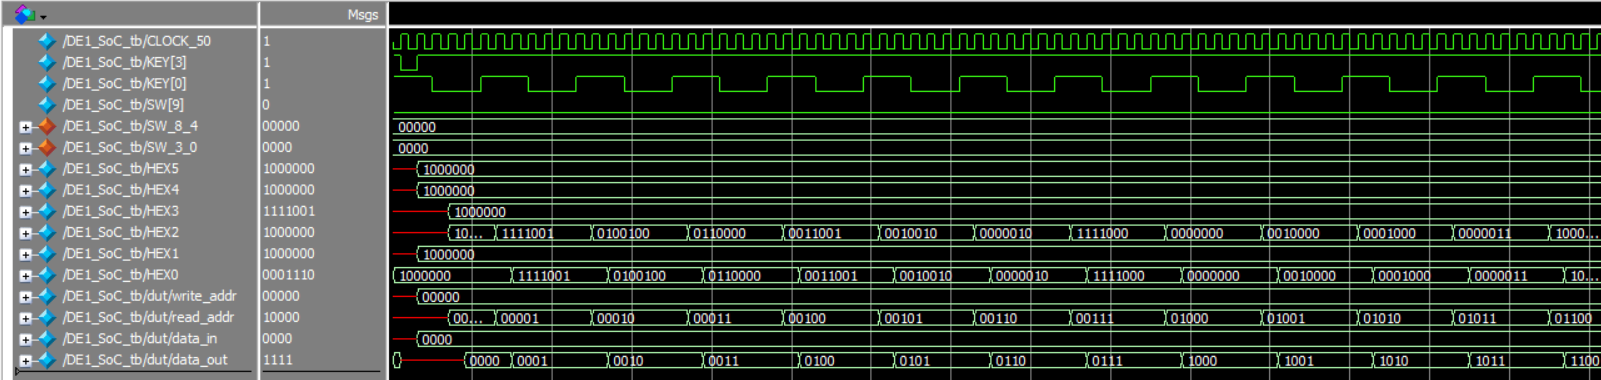 Msgs
/DE1_SoC_tb/CLOCK_50 1
/DE1_SoC_tb/KEY[3] 1
/DE1_SoC_tb/KEY[0] 1
/DE1_SoC_tb/SW[9] 0
/DE1_SoC_tb/SW_8_4 00000 00000
/DE1_SoC_tb/SW_3_0 0000 0000
/DE1_SoC_tb/HEX5 1000000 1000000
/DE1_SoC_tb/HEX4 1000000 1000000
/DE1_SoC_tb/HEX3 1111001 1000000
/DE1_SoC_tb/HEX2 1000000 10... 1111001 0100100 0110000 0011001 0010010 0000010 1111000 0000000 0010000 0001000 0000011 1000...
/DE1_SoC_tb/HEX1 1000000 1000000
/DE1_SoC_tb/HEX0 0001110 1000000 1111001 0100100 0110000 0011001 0010010 0000010 1111000 0000000 0010000 0001000 0000011 10...
/DE1_SoC_tb/dut/write_addr 00000 00000
/DE1_SoC_tb/dut/read_addr 10000 00... 00001 00010 00011 00100 00101 00110 00111 01000 01001 01010 01011 01100
/DE1_SoC_tb/dut/data_in 0000 0000
/DE1_SoC_tb/dut/data_out 1111 0000 0001 0010 0011 0100 0101 0110 0111 1000 1001 1010 1011 1100